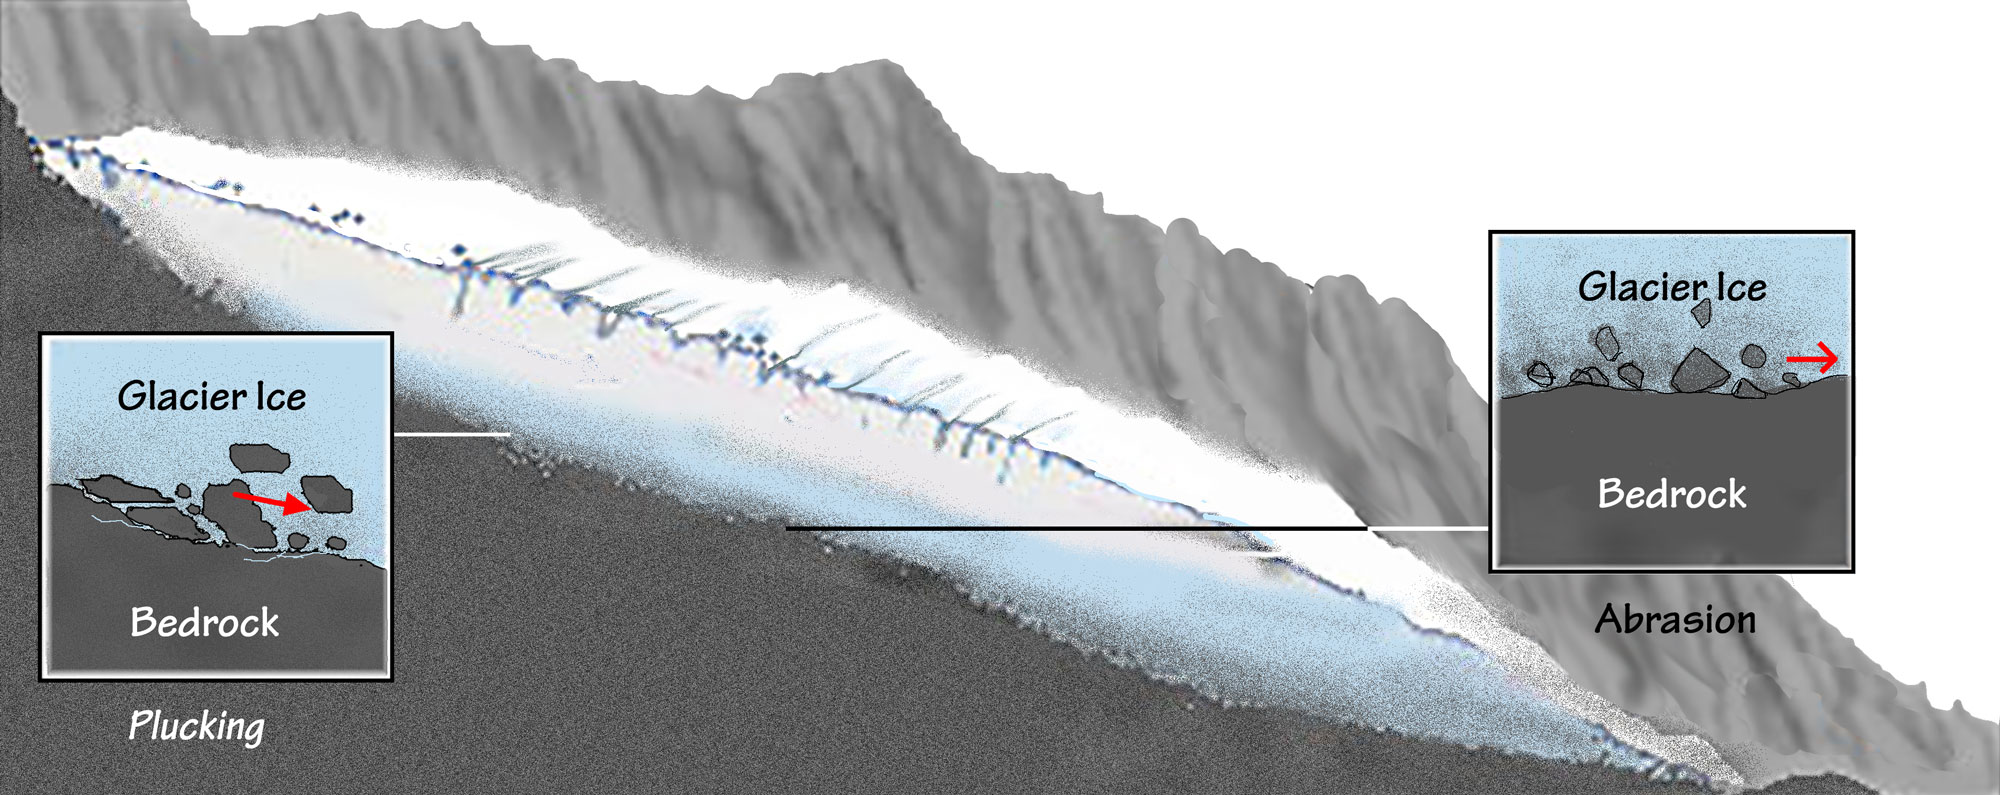 Glacier Ice
Bedrock
Plucking
Glacier Ice
Bedrock
Abrasion